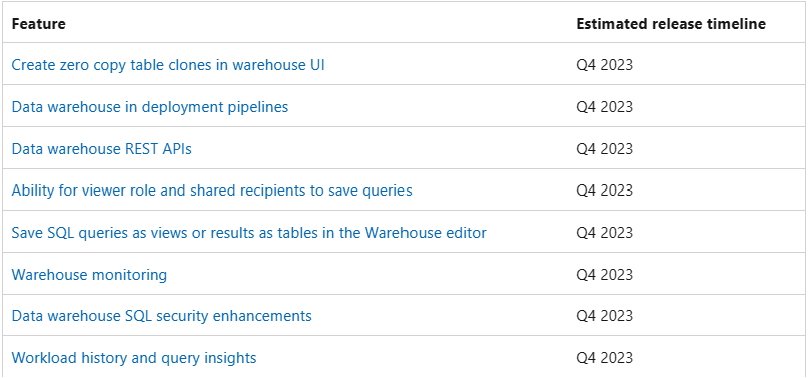 Feature Estimated release timeline
Create zero copy table clones in warehouse UI Q4 2023
Data warehouse in deployment pipelines Q4 2023
Data warehouse REST APIs Q4 2023
Ability for viewer role and shared recipients to save queries Q4 2023
Save SQL queries as views or results as tables in the Warehouse editor Q4 2023
Warehouse monitoring Q4 2023
Data warehouse SQL security enhancements Q4 2023
Workload history and query insights Q4 2023